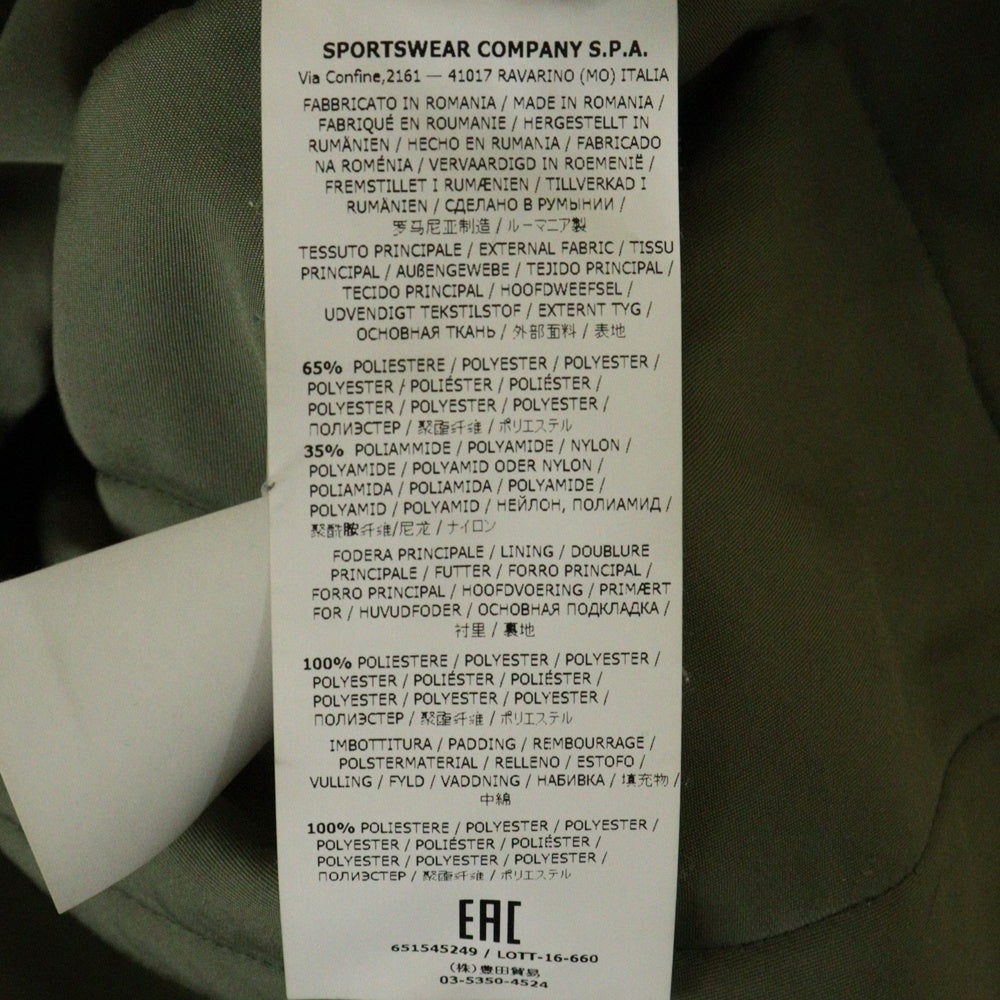 SPORTSWEAR COMPANY S.P.A.
Via Confine,2161 — 41017 RAVARINO (MO) ITALIA
FABBRICATO IN ROMANIA / MADE IN ROMANIA /
FABRIQUÉ EN ROUMANIE / HERGESTELLT IN
RUMÄNIEN / HECHO EN RUMANIA / FABRICADO
NA ROMÉNIA / VERVAARDIGD IN ROEMENIË /
FREMSTILLET I RUMÆNIEN / TILLVERKAD I
RUMÄNIEN / СДЕЛАНО В РУМЫНИИ /
罗马尼亚制造 / ルーマニア製
TESSUTO PRINCIPALE / EXTERNAL FABRIC / TISSU
PRINCIPAL / AUßENGEWEBE / TEJIDO PRINCIPAL /
TECIDO PRINCIPAL / HOOFDWEEFSEL /
UDVENDIGT TEKSTILSTOF / EXTERNT TYG /
ОСНОВНАЯ ТКАНЬ / 外部面料 / 表地
65% POLIESTERE / POLYESTER / POLYESTER /
POLYESTER / POLIÉSTER / POLIÉSTER /
POLYESTER / POLYESTER / POLYESTER /
ПОЛИЭСТЕР / 聚酯纤维 / ポリエステル
35% POLIAMMIDE / POLYAMIDE / NYLON /
POLYAMIDE / POLYAMID ODER NYLON /
POLIAMIDA / POLIAMIDA / POLYAMIDE /
POLYAMID / POLYAMID / НЕЙЛОН, ПОЛИАМИД /
聚酰胺纤维/尼龙 / ナイロン
FODERA PRINCIPALE / LINING / DOUBLURE
PRINCIPALE / FUTTER / FORRO PRINCIPAL /
FORRO PRINCIPAL / HOOFDVOERING / PRIMÆRT
FOR / HUVUDFODER / ОСНОВНАЯ ПОДКЛАДКА /
衬里 / 裏地
100% POLIESTERE / POLYESTER / POLYESTER /
POLYESTER / POLIÉSTER / POLIÉSTER /
POLYESTER / POLYESTER / POLYESTER /
ПОЛИЭСТЕР / 聚酯纤维 / ポリエステル
IMBOTTITURA / PADDING / REMBOURRAGE /
POLSTERMATERIAL / RELLENO / ESTOFO /
VULLING / FYLD / VADDNING / НАБИВКА / 填充物 /
中綿
100% POLIESTERE / POLYESTER / POLYESTER /
POLYESTER / POLIÉSTER / POLIÉSTER /
POLYESTER / POLYESTER / POLYESTER /
ПОЛИЭСТЕР / 聚酯纤维 / ポリエステル
EAC
651545249 / LOTT-16-660
(株) 豊田貿易
03-5350-4524